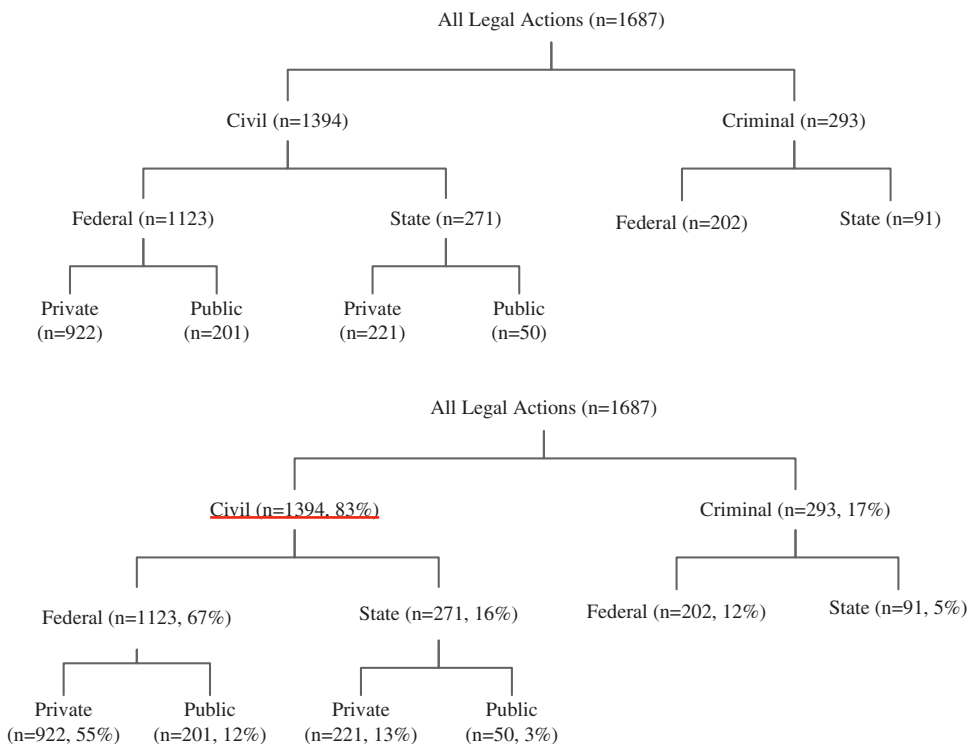 All Legal Actions (n=1687)
Civil (n=1394)
Criminal (n=293)
Federal (n=1123)
State (n=271)
Federal (n=202)
State (n=91)
Private
(n=922)
Public
(n=201)
Private
(n=221)
Public
(n=50)
All Legal Actions (n=1687)
Civil (n=1394, 83%)
Criminal (n=293, 17%)
Federal (n=1123, 67%)
State (n=271, 16%)
Federal (n=202, 12%)
State (n=91, 5%)
Private
(n=922, 55%)
Public
(n=201, 12%)
Private
(n=221, 13%)
Public
(n=50, 3%)